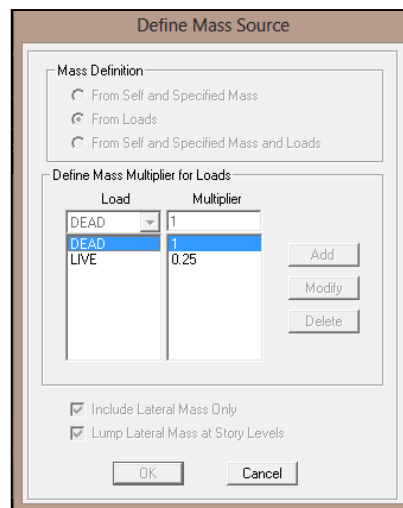 Define Mass Source
Mass Definition
From Self and Specified Mass
From Loads
From Self and Specified Mass and Loads
Define Mass Multiplier for Loads
Load Multiplier
DEAD 1
DEAD 1
LIVE 0.25
Add
Modify
Delete
Include Lateral Mass Only
Lump Lateral Mass at Story Levels
OK Cancel